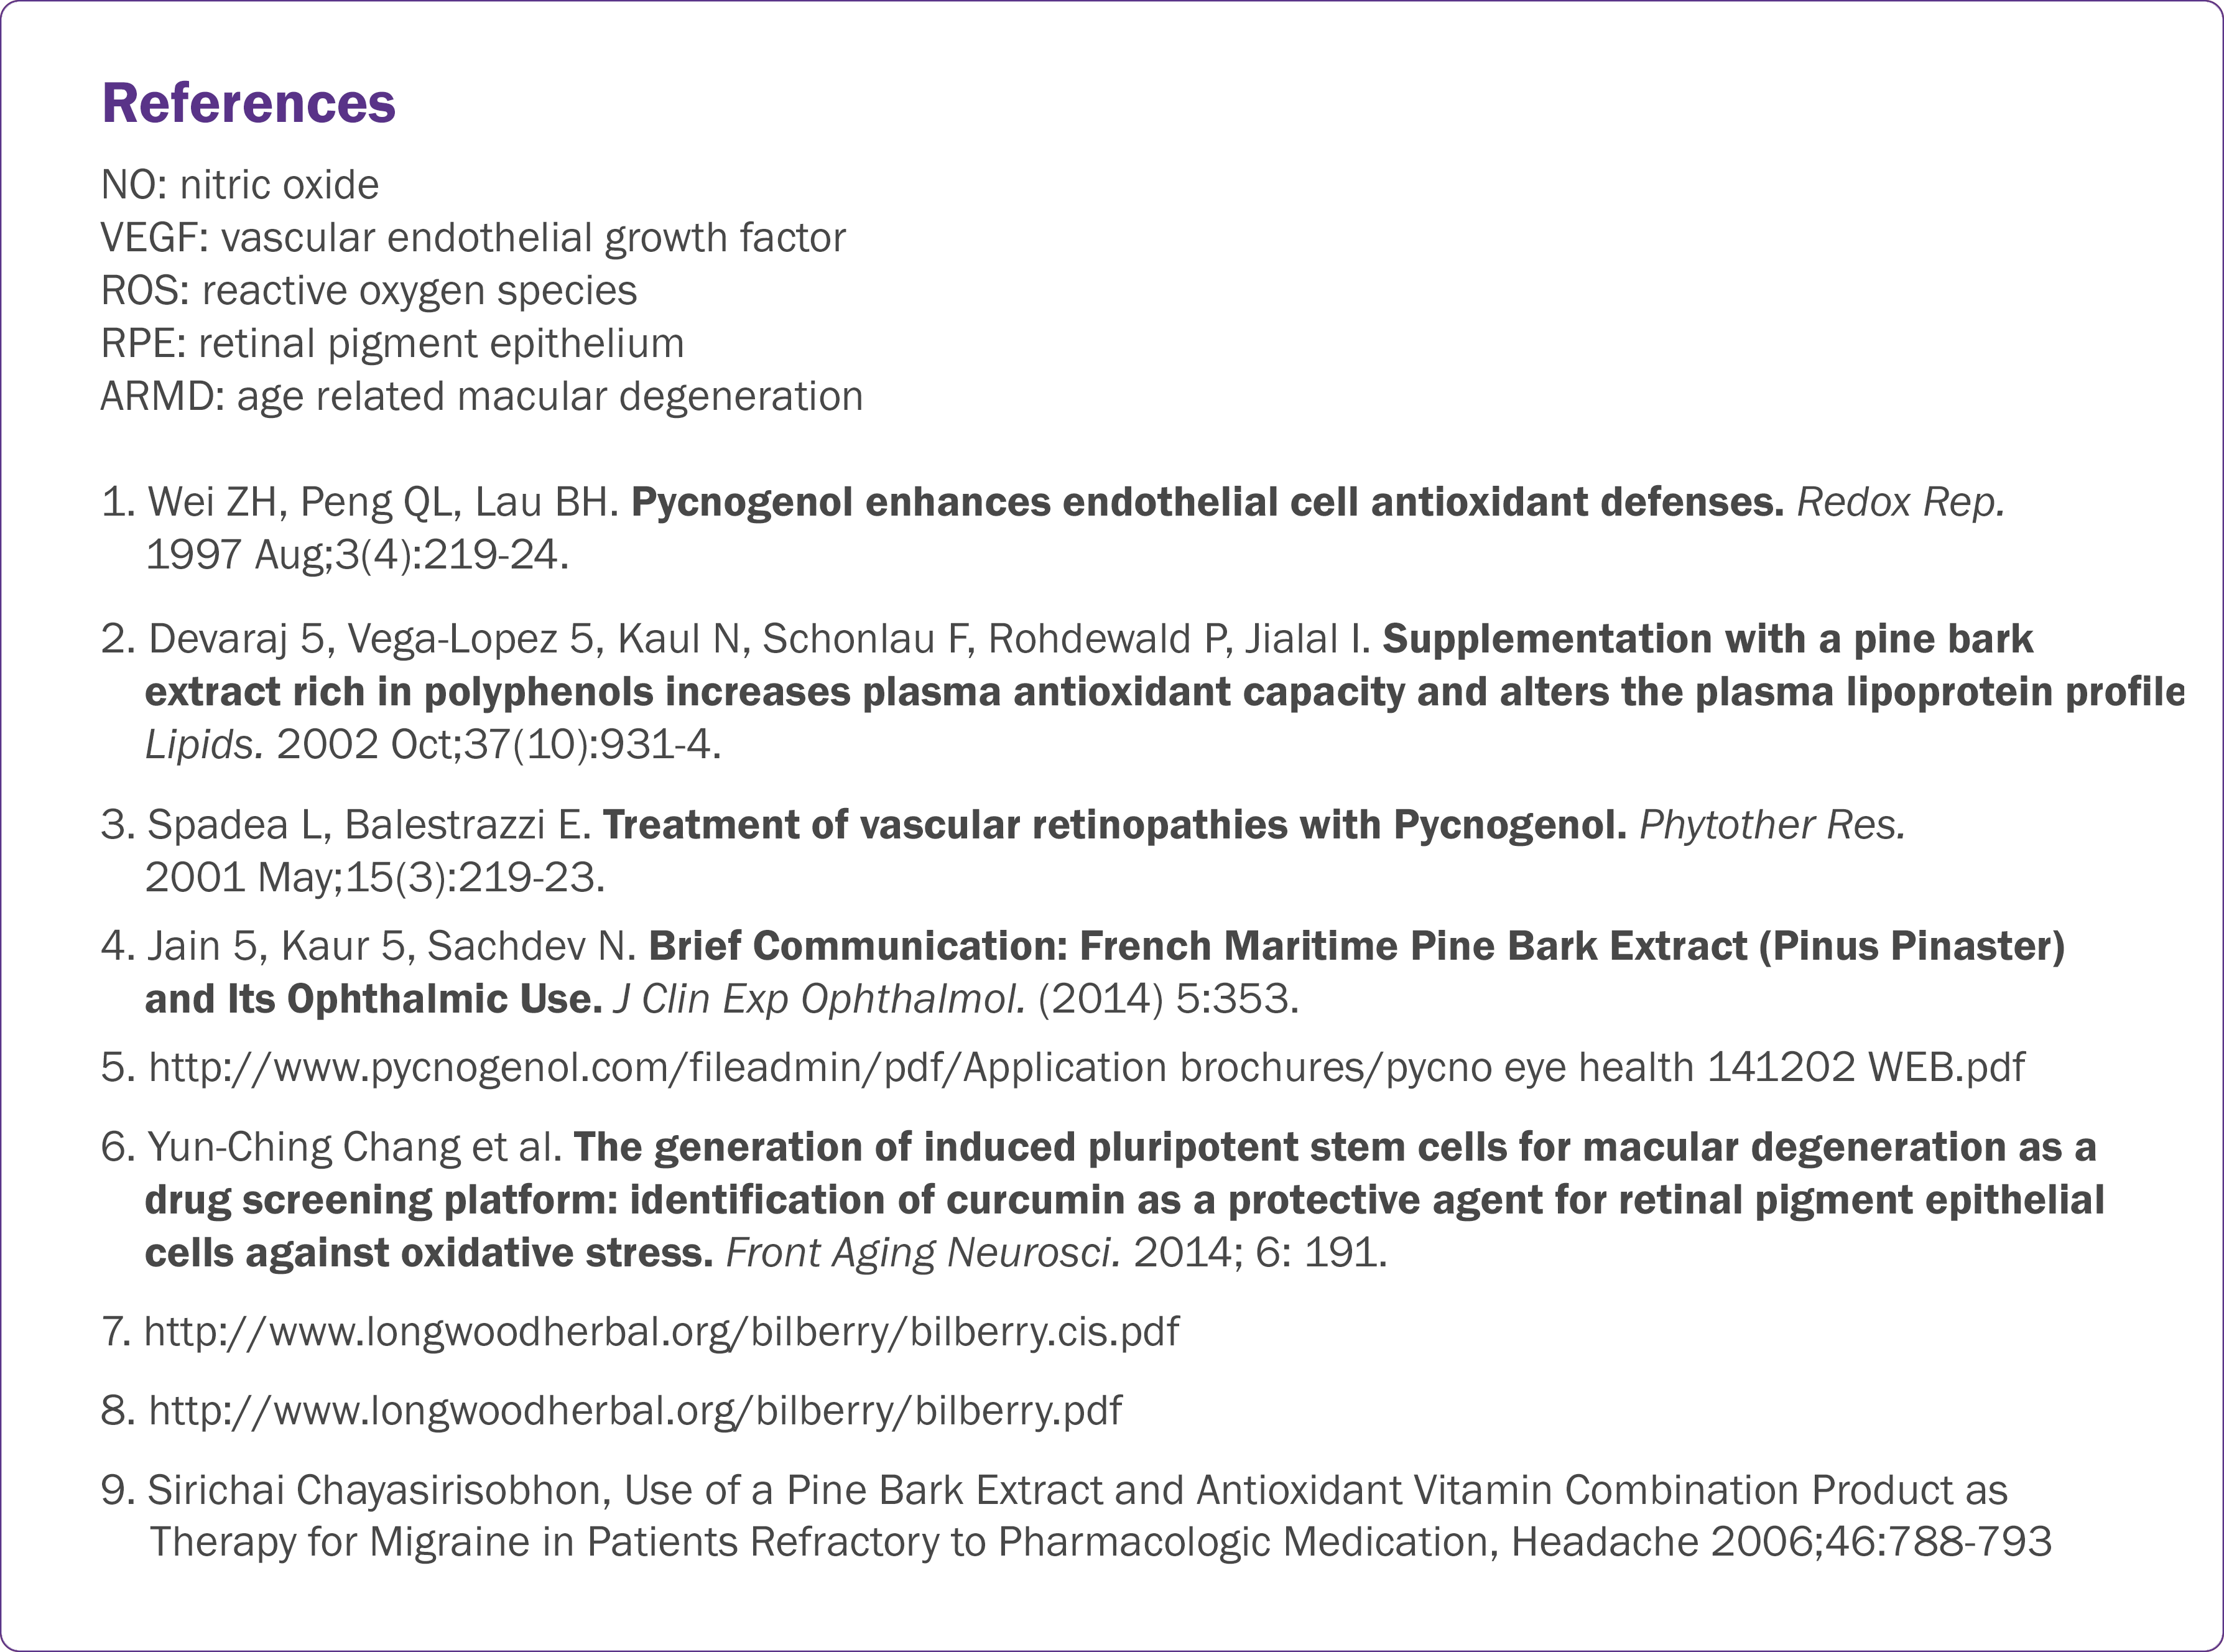 References
NO: nitric oxide
VEGF: vascular endothelial growth factor
ROS: reactive oxygen species
RPE: retinal pigment epithelium
ARMD: age related macular degeneration
1. Wei ZH, Peng QL, Lau BH. Pycnogenol enhances endothelial cell antioxidant defenses. Redox Rep.
1997 Aug;3(4):219-24.
2. Devaraj 5, Vega-Lopez 5, Kaul N, Schonlau F, Rohdewald P, Jialal I. Supplementation with a pine bark
extract rich in polyphenols increases plasma antioxidant capacity and alters the plasma lipoprotein profile
Lipids. 2002 Oct;37(10):931-4.
3. Spadea L, Balestrazzi E. Treatment of vascular retinopathies with Pycnogenol. Phytother Res.
2001 May;15(3):219-23.
4. Jain 5, Kaur 5, Sachdev N. Brief Communication: French Maritime Pine Bark Extract (Pinus Pinaster)
and Its Ophthalmic Use. J Clin Exp Ophthalmol. (2014) 5:353.
5. http://www.pycnogenol.com/fileadmin/pdf/Application brochures/pycno eye health 141202 WEB.pdf
6. Yun-Ching Chang et al. The generation of induced pluripotent stem cells for macular degeneration as a
drug screening platform: identification of curcumin as a protective agent for retinal pigment epithelial
cells against oxidative stress. Front Aging Neurosci. 2014; 6: 191.
7. http://www.longwoodherbal.org/bilberry/bilberry.cis.pdf
8. http://www.longwoodherbal.org/bilberry/bilberry.pdf
9. Sirichai Chayasirisobhon, Use of a Pine Bark Extract and Antioxidant Vitamin Combination Product as
Therapy for Migraine in Patients Refractory to Pharmacologic Medication, Headache 2006;46:788-793